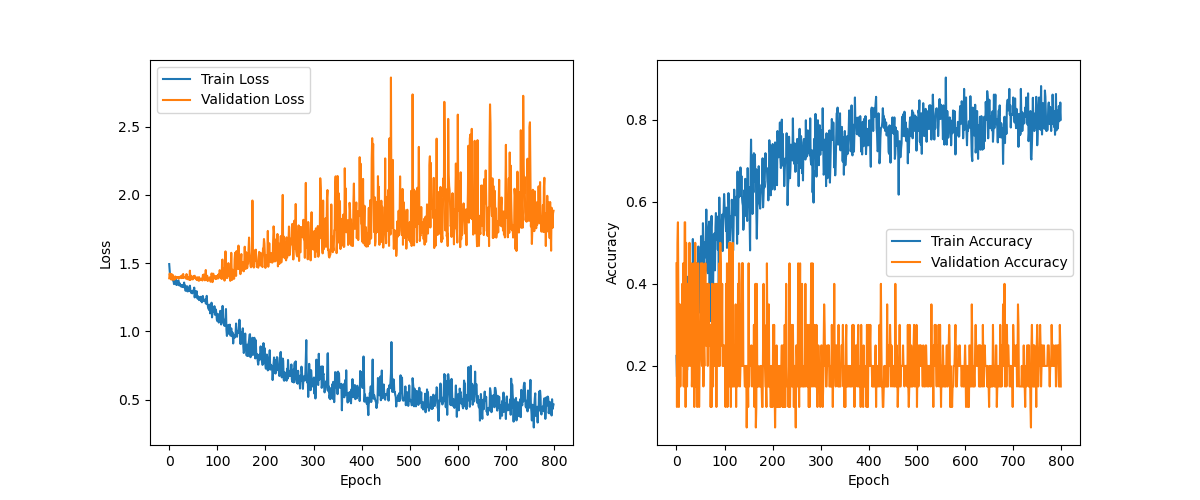 Train Loss
Validation Loss
2.5
2.0
1.5
1.0
0.5
Loss
0 100 200 300 400 500 600 700 800
Epoch
0.8
0.6
0.4
0.2
Accuracy
Train Accuracy
Validation Accuracy
0 100 200 300 400 500 600 700 800
Epoch